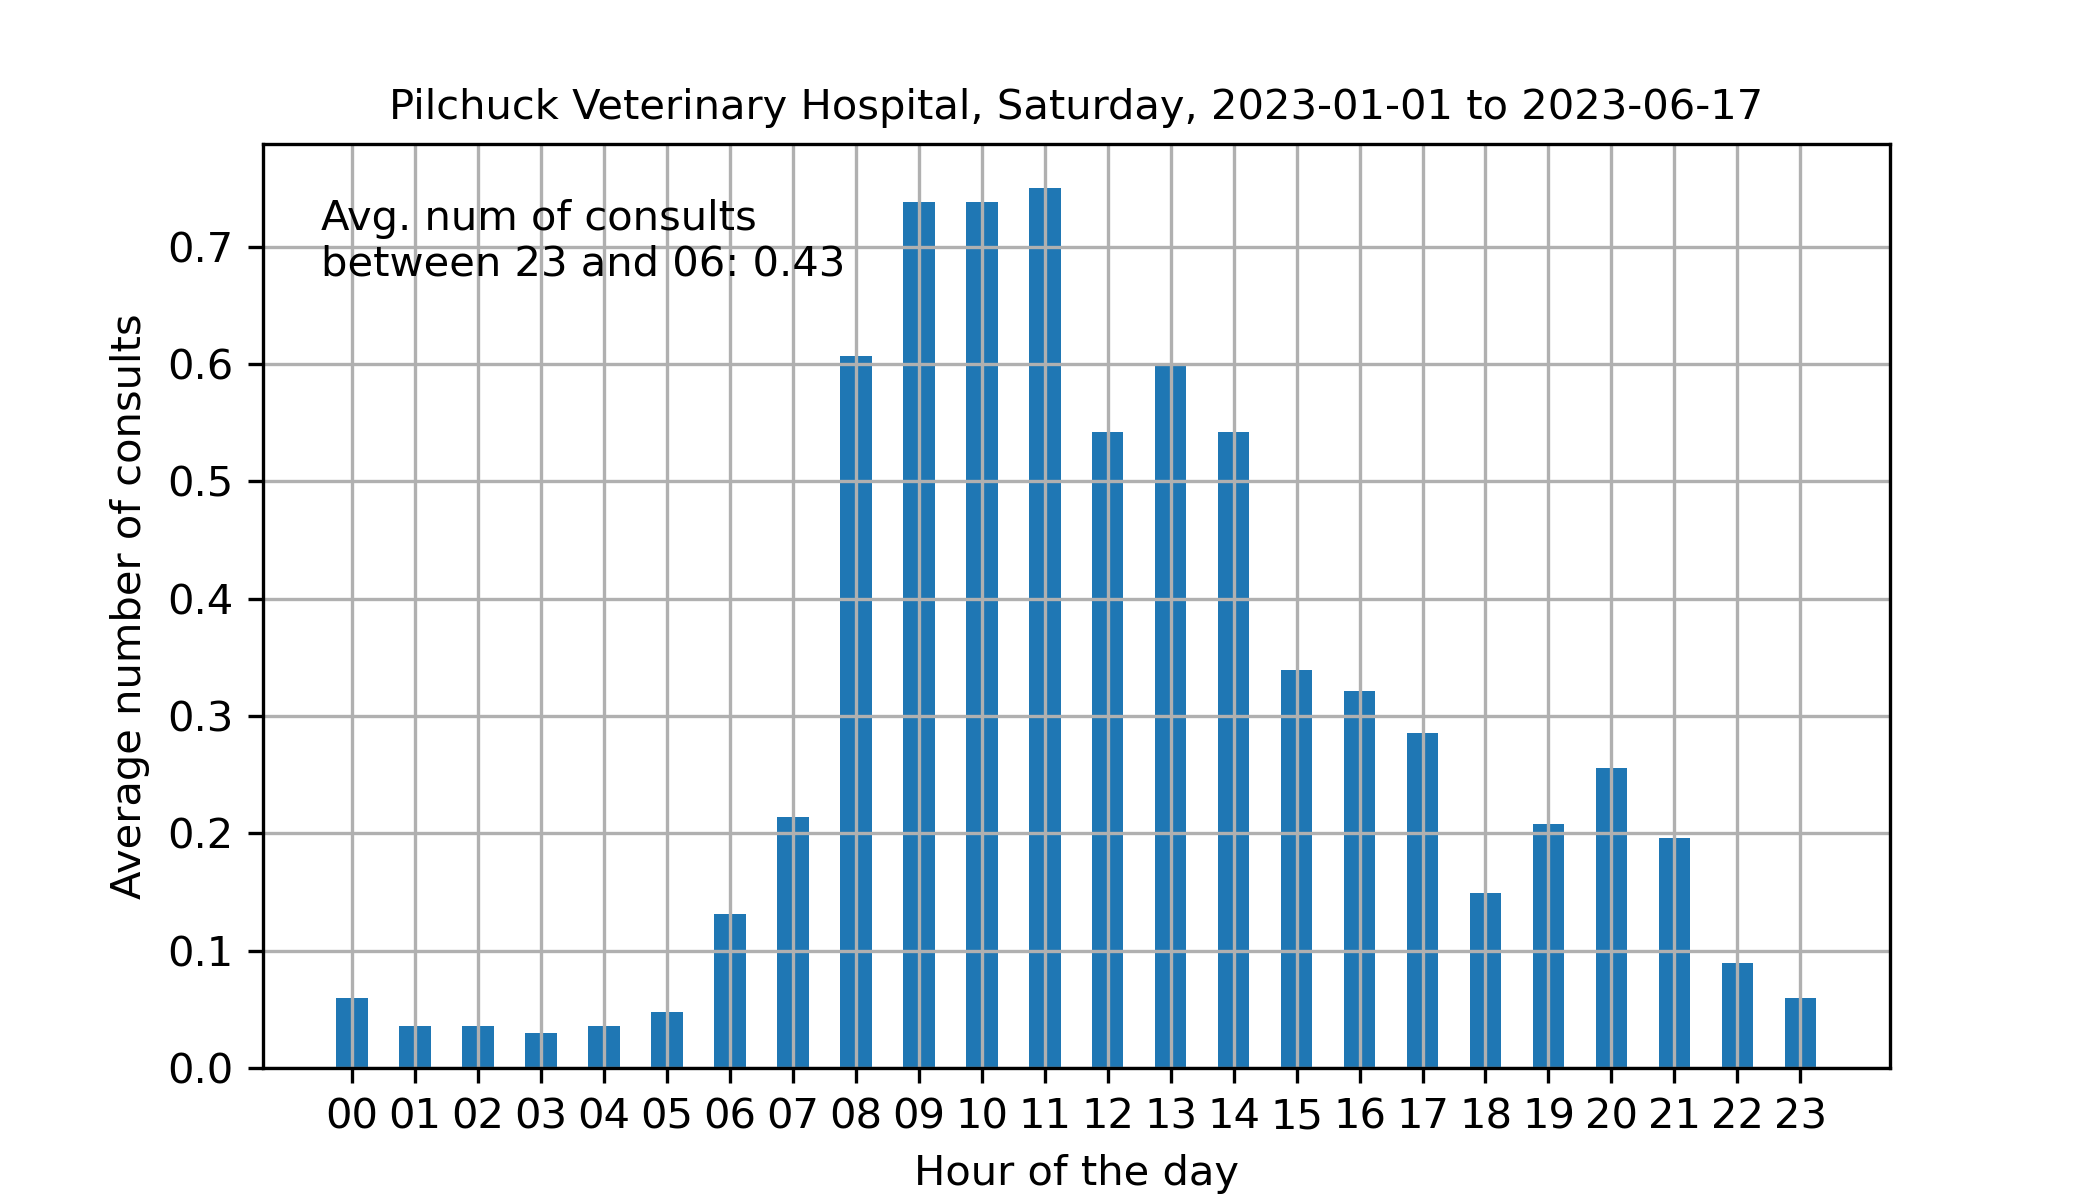 Pilchuck Veterinary Hospital, Saturday, 2023-01-01 to 2023-06-17
Avg. num of consults
between 23 and 06: 0.43
Average number of consults
0.7
0.6
0.5
0.4
0.3
0.2
0.1
0.0
00 01 02 03 04 05 06 07 08 09 10 11 12 13 14 15 16 17 18 19 20 21 22 23
Hour of the day